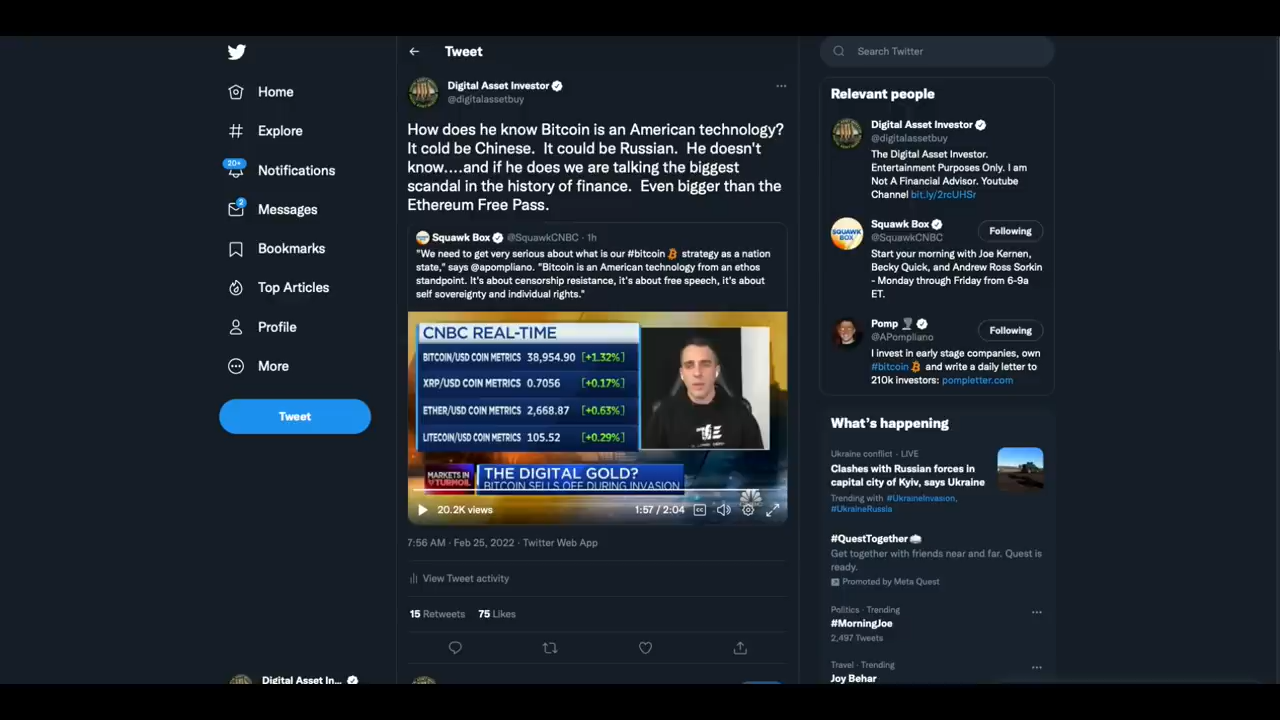 Home
Explore
20+
Notifications
2
Messages
Bookmarks
Top Articles
Profile
More
Tweet
Digital Asset In...
Tweet
Digital Asset Investor
@digitalassetbuy
How does he know Bitcoin is an American technology?
It cold be Chinese. It could be Russian. He doesn't
know....and if he does we are talking the biggest
scandal in the history of finance. Even bigger than the
Ethereum Free Pass.
Squawk Box @SquawkCNBC · 1h
"We need to get very serious about what is our #bitcoin strategy as a nation
state," says @apompliano. "Bitcoin is an American technology from an ethos
standpoint. It's about censorship resistance, it's about free speech, it's about
self sovereignty and individual rights."
CNBC REAL-TIME
BITCOIN/USD COIN METRICS 38,954.90 [+1.32%]
XRP/USD COIN METRICS 0.7056 [+0.17%]
ETHER/USD COIN METRICS 2,668.87 [+0.63%]
LITECOIN/USD COIN METRICS 105.52 [+0.29%]
MARKETS IN
TURMOIL
THE DIGITAL GOLD?
BITCOIN SELLS OFF DURING INVASION
20.2K views
1:57 / 2:04
CC
7:56 AM · Feb 25, 2022 · Twitter Web App
View Tweet activity
15 Retweets 75 Likes
Search Twitter
Relevant people
Digital Asset Investor
@digitalassetbuy
The Digital Asset Investor.
Entertainment Purposes Only. I am
Not A Financial Advisor. Youtube
Channel bit.ly/2rcUHSr
SQUAWK
BOX
Squawk Box
@SquawkCNBC
Following
Start your morning with Joe Kernen,
Becky Quick, and Andrew Ross Sorkin
- Monday through Friday from 6-9a
ET.
Pomp
@APompliano
Following
I invest in early stage companies, own
#bitcoin and write a daily letter to
210k investors: pompletter.com
What's happening
Ukraine conflict · LIVE
Clashes with Russian forces in
capital city of Kyiv, says Ukraine
Trending with #UkraineInvasion,
#UkraineRussia
#QuestTogether
Get together with friends near and far. Quest is
ready.
Promoted by Meta Quest
Politics · Trending
#MorningJoe
2,497 Tweets
Travel · Trending
Joy Behar